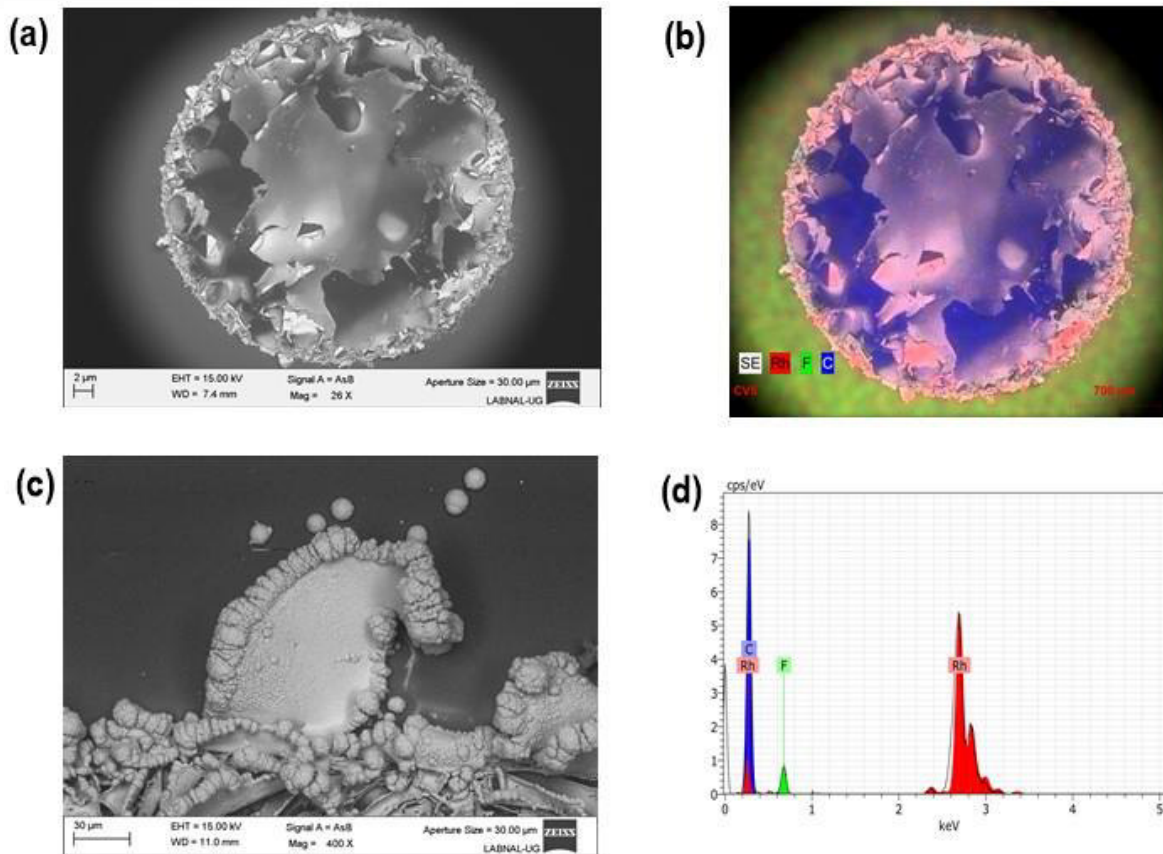 (a)
2 µm
EHT = 15.00 kV
Signal A = AsB
Aperture Size = 30.00 µm
ZEISS
WD = 7.4 mm
Mag = 26 X
LABNAL-UG
(b)
SE Rh F C
CVS
(c)
30 µm
EHT = 15.00 kV
Signal A = AsB
Aperture Size = 30.00 µm
ZEISS
WD = 11.0 mm
Mag = 400 X
LABNAL-UG
(d)
cps/eV
8
7
6
5
4
3
2
1
0
C
Rh
F
Rh
0 1 2 3 4 5
keV